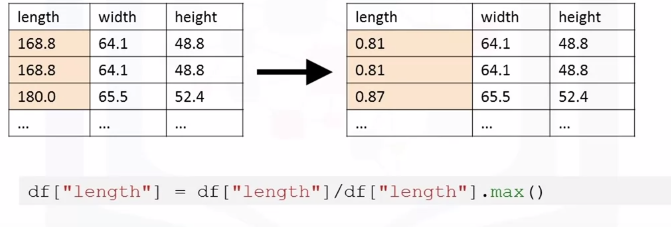 length width height length width height
168.8 64.1 48.8 0.81 64.1 48.8
168.8 64.1 48.8 0.81 64.1 48.8
180.0 65.5 52.4 0.87 65.5 52.4
... ... ... ... ... ...
df["length"] = df["length"]/df["length"].max()